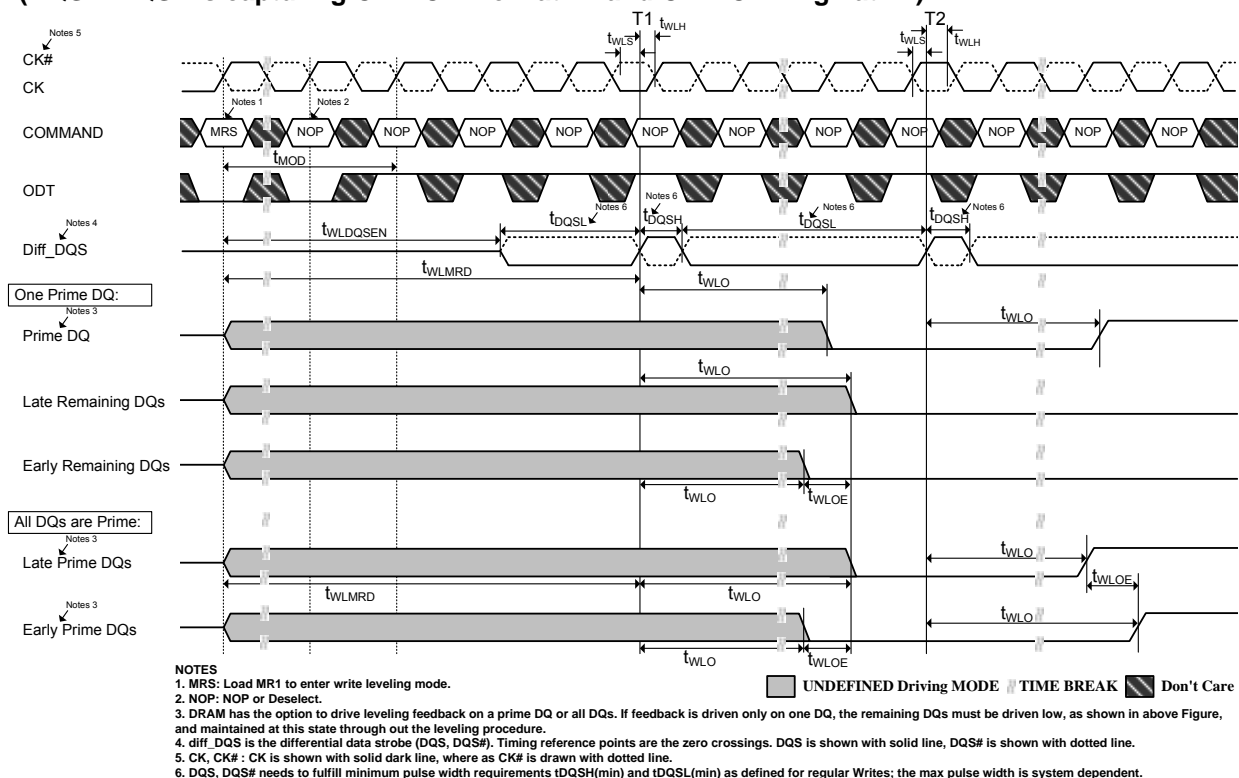 T1
T2
Notes 5
tWLS
tWLH
tWLS
tWLH
CK#
CK
Notes 1
Notes 2
COMMAND
MRS NOP NOP NOP NOP NOP NOP NOP NOP NOP NOP NOP
tMOD
ODT
Notes 4
Notes 6 Notes 6 Notes 6 Notes 6
tDQSL tDQSH tDQSL tDQSH
tWLDQSEN
Diff_DQS
tWLMRD
tWLO
One Prime DQ:
Notes 3
Prime DQ
tWLO
tWLO
Late Remaining DQs
Early Remaining DQs
tWLO tWLOE
All DQs are Prime:
Notes 3
Late Prime DQs
tWLO
tWLMRD tWLO
tWLOE
Notes 3
Early Prime DQs
tWLO
tWLO tWLOE
NOTES
1. MRS: Load MR1 to enter write leveling mode.
UNDEFINED Driving MODE TIME BREAK Don't Care
2. NOP: NOP or Deselect.
3. DRAM has the option to drive leveling feedback on a prime DQ or all DQs. If feedback is driven only on one DQ, the remaining DQs must be driven low, as shown in above Figure,
and maintained at this state through out the leveling procedure.
4. diff_DQS is the differential data strobe (DQS, DQS#). Timing reference points are the zero crossings. DQS is shown with solid line, DQS# is shown with dotted line.
5. CK, CK# : CK is shown with solid dark line, where as CK# is drawn with dotted line.
6. DQS, DQS# needs to fulfill minimum pulse width requirements tDQSH(min) and tDQSL(min) as defined for regular Writes; the max pulse width is system dependent.